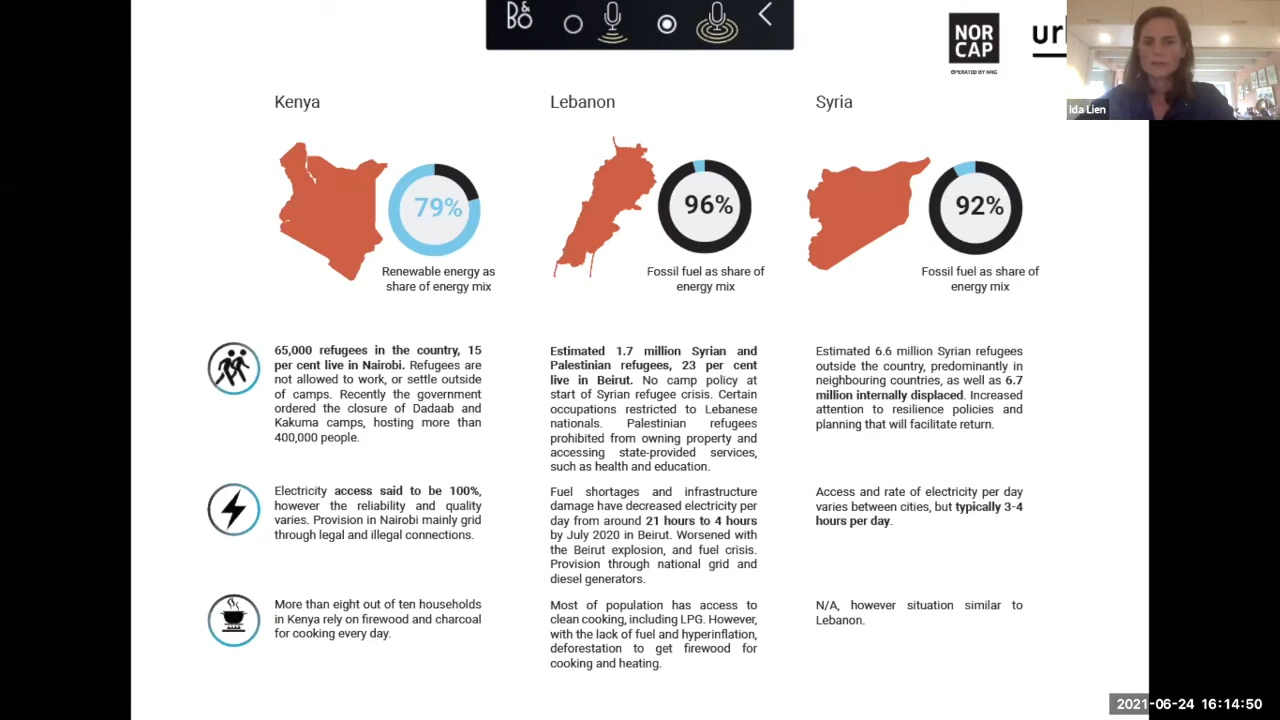 B&O
NOR
CAP
OPERATED BY NRC
url
Ida Lien
Kenya
79%
Renewable energy as
share of energy mix
Lebanon
96%
Fossil fuel as share of
energy mix
Syria
92%
Fossil fuel as share of
energy mix
65,000 refugees in the country, 15
per cent live in Nairobi. Refugees are
not allowed to work, or settle outside
of camps. Recently the government
ordered the closure of Dadaab and
Kakuma camps, hosting more than
400,000 people.
Estimated 1.7 million Syrian and
Palestinian refugees, 23 per cent
live in Beirut. No camp policy at
start of Syrian refugee crisis. Certain
occupations restricted to Lebanese
nationals. Palestinian refugees
prohibited from owning property and
accessing state-provided services,
such as health and education.
Estimated 6.6 million Syrian refugees
outside the country, predominantly in
neighbouring countries, as well as 6.7
million internally displaced. Increased
attention to resilience policies and
planning that will facilitate return.
Electricity access said to be 100%,
however the reliability and quality
varies. Provision in Nairobi mainly grid
through legal and illegal connections.
Fuel shortages and infrastructure
damage have decreased electricity per
day from around 21 hours to 4 hours
by July 2020 in Beirut. Worsened with
the Beirut explosion, and fuel crisis.
Provision through national grid and
diesel generators.
Access and rate of electricity per day
varies between cities, but typically 3-4
hours per day.
More than eight out of ten households
in Kenya rely on firewood and charcoal
for cooking every day.
Most of population has access to
clean cooking, including LPG. However,
with the lack of fuel and hyperinflation,
deforestation to get firewood for
cooking and heating.
N/A, however situation similar to
Lebanon.
2021-06-24 16:14:50